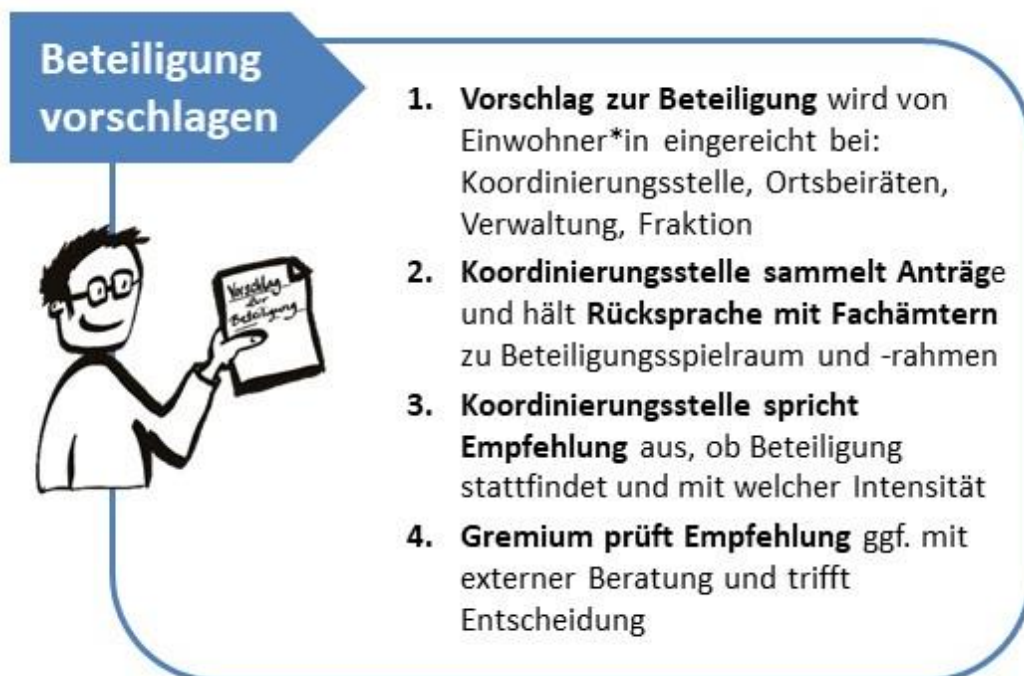 Beteiligung
vorschlagen
1. Vorschlag zur Beteiligung wird von
Einwohner*in eingereicht bei:
Koordinierungsstelle, Ortsbeiräten,
Verwaltung, Fraktion
2. Koordinierungsstelle sammelt Anträge
und hält Rücksprache mit Fachämtern
zu Beteiligungsspielraum und -rahmen
3. Koordinierungsstelle spricht
Empfehlung aus, ob Beteiligung
stattfindet und mit welcher Intensität
4. Gremium prüft Empfehlung ggf. mit
externer Beratung und trifft
Entscheidung
Vorschlag
zur
Beteiligung